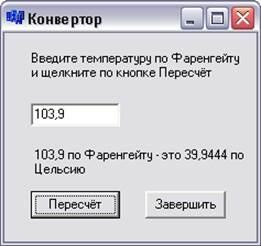 Конвертор
Введите температуру по Фаренгейту
и щелкните по кнопке Пересчёт
103,9
103,9 по Фаренгейту - это 39,9444 по
Цельсию
Пересчёт
Завершить